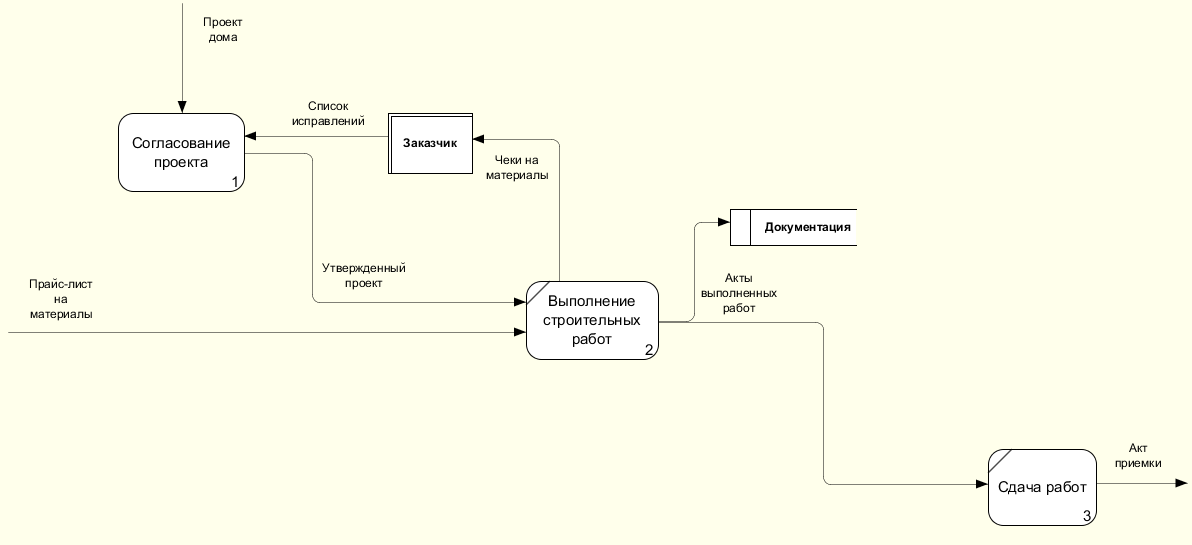 Проект
дома
Список
исправлений
Согласование
проекта
1
Заказчик
Чеки на
материалы
Документация
Утвержденный
проект
Прайс-лист
на
материалы
Акты
выполненных
работ
Выполнение
строительных
работ
2
Акт
приемки
Сдача работ
3